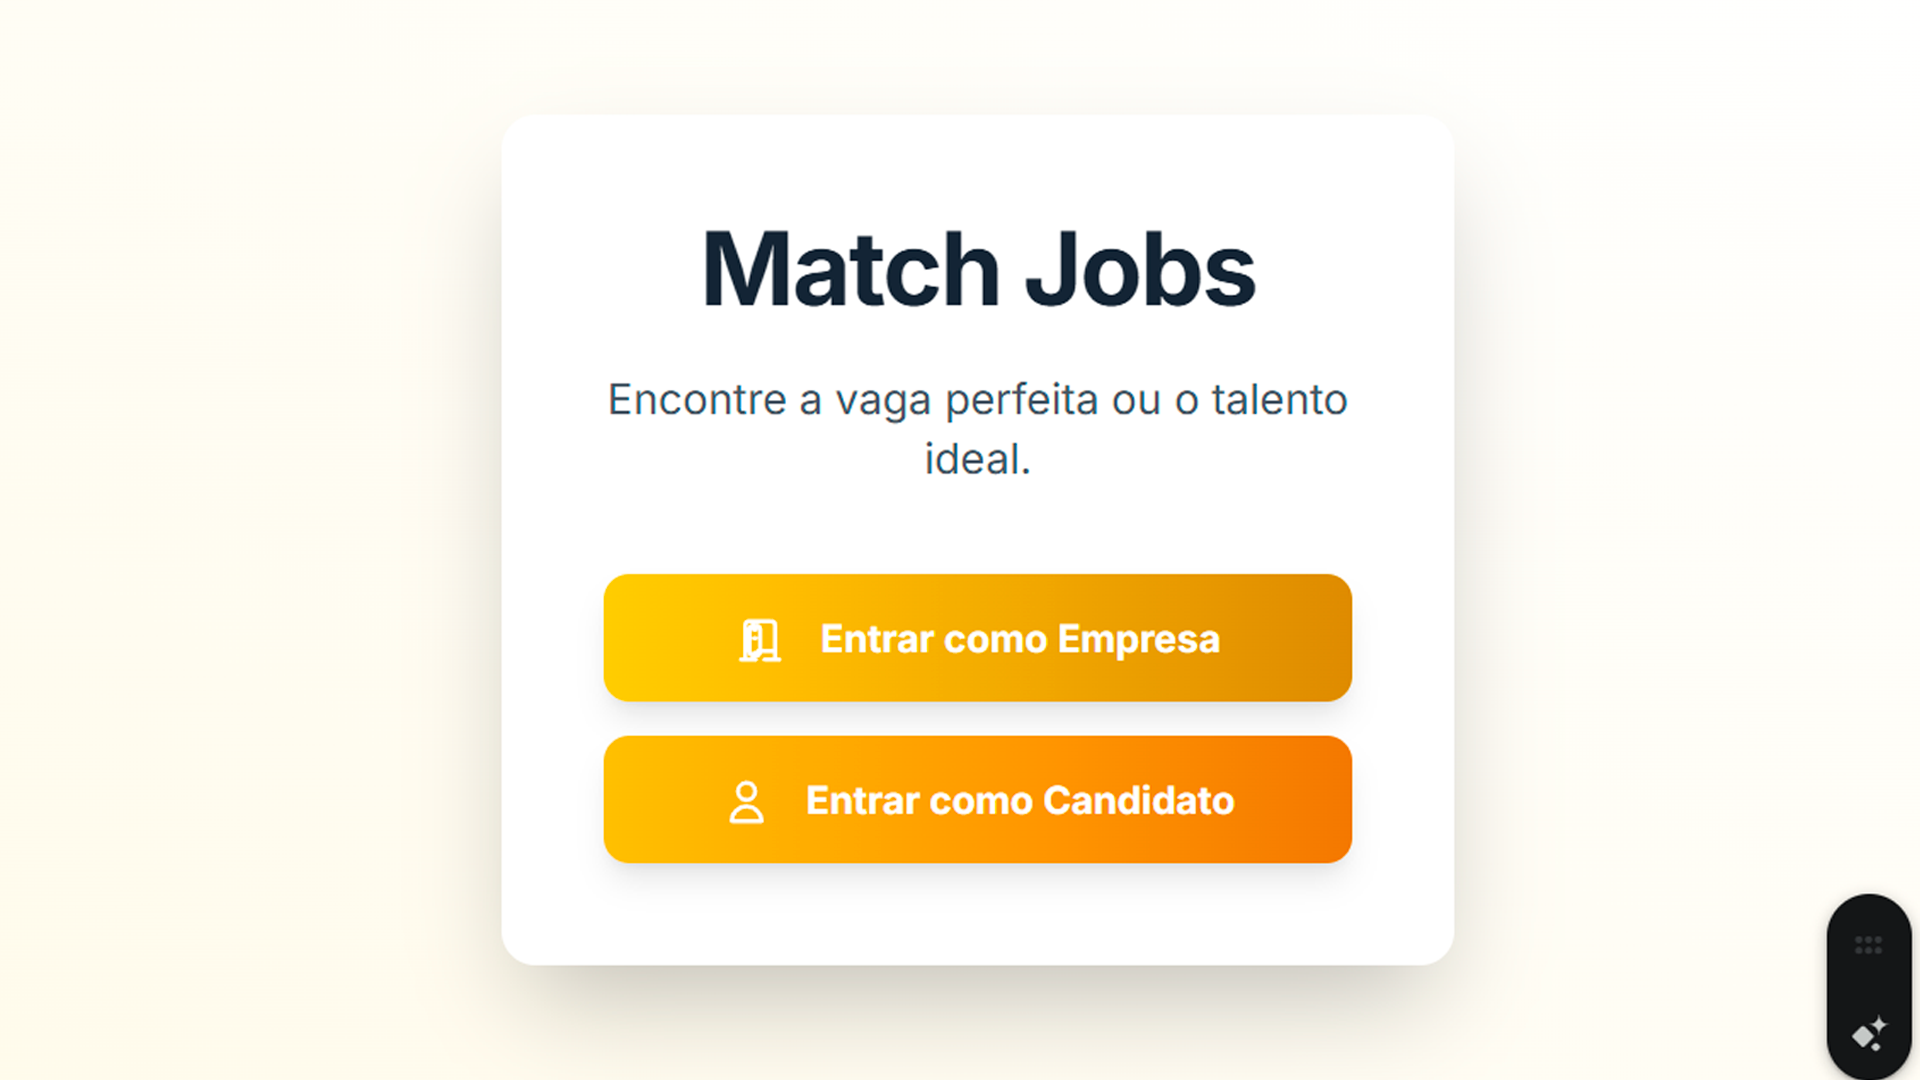 Match Jobs
Encontre a vaga perfeita ou o talento
ideal.
Entrar como Empresa
Entrar como Candidato